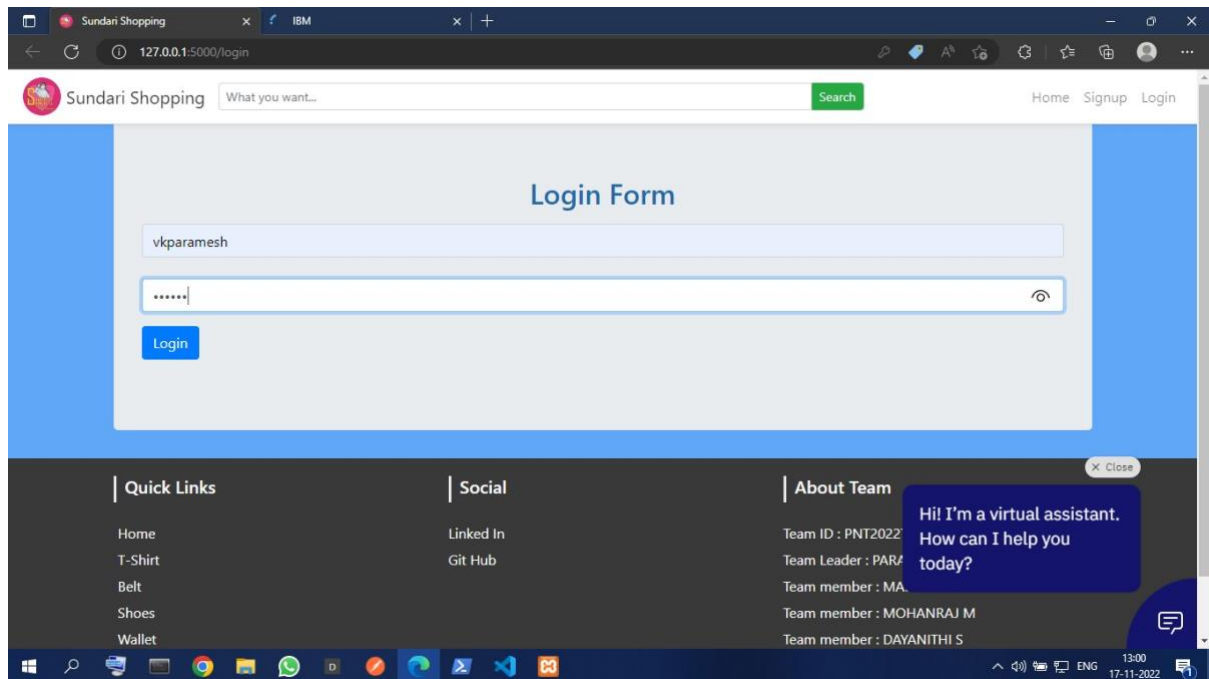 Sundari Shopping
IBM
127.0.0.1:5000/login
Sundari Shopping
What you want...
Search
Home Signup Login
Login Form
vkparamesh
••••••
Login
Quick Links
Home
T-Shirt
Belt
Shoes
Wallet
Social
Linked In
Git Hub
About Team
Team ID : PNT2022
Team Leader :
Team member :
Team member : MOHANRAJ M
Team member : DAYANITHI S
× Close
Hi! I'm a virtual assistant.
How can I help you
today?
ENG
13:00
17-11-2022
1